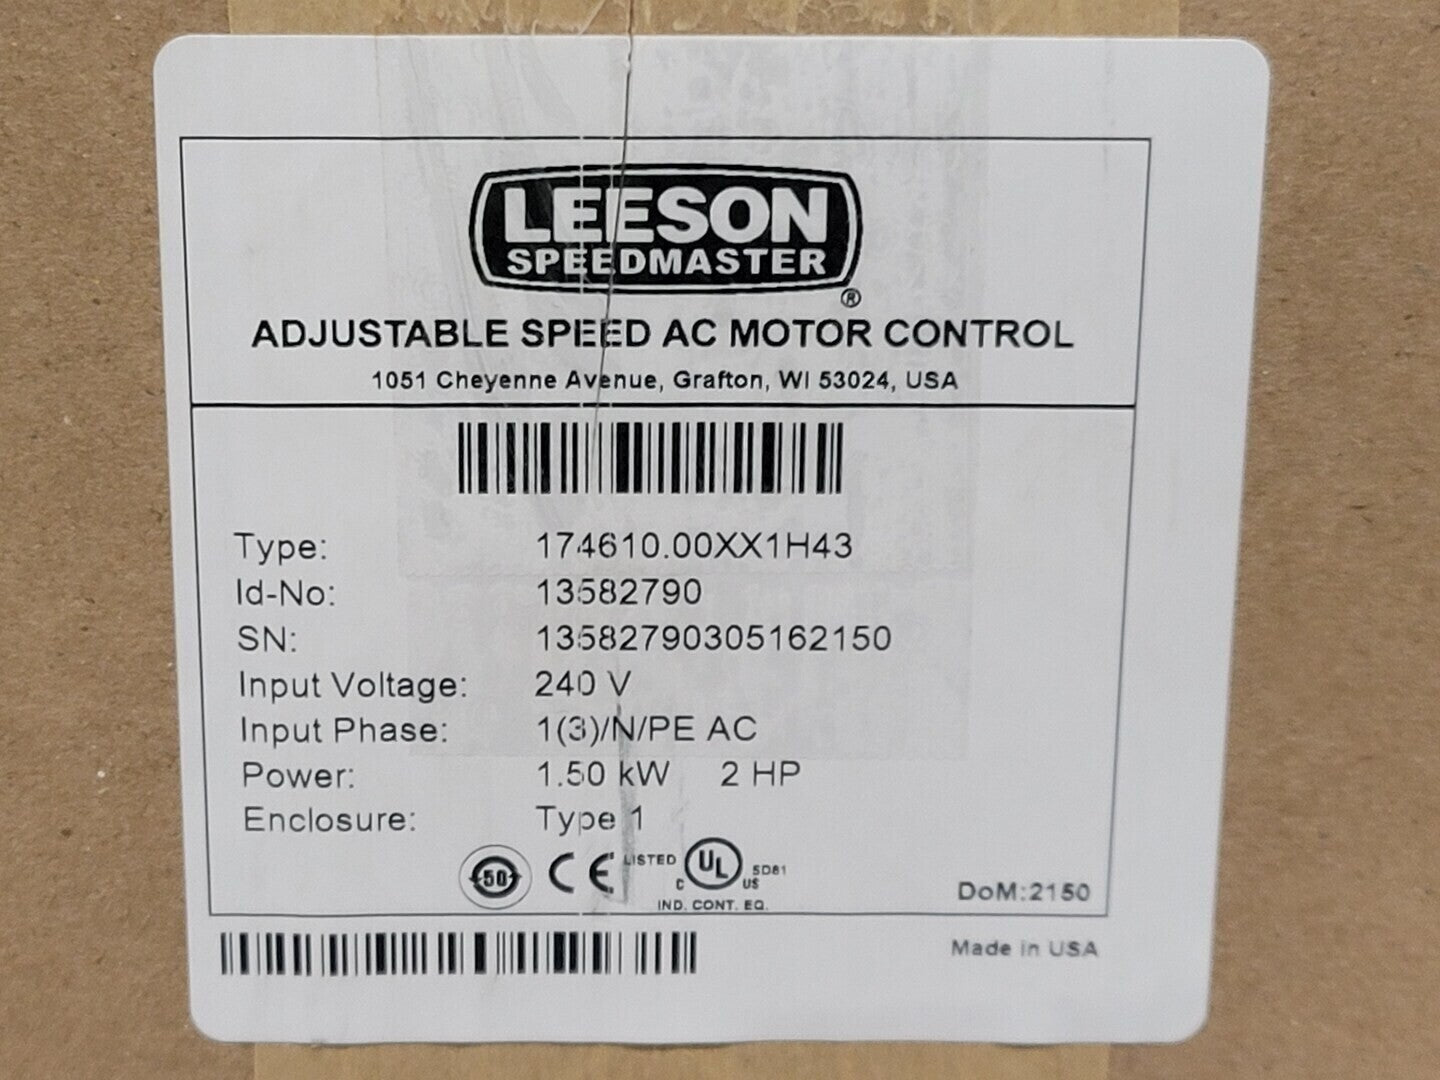 LEESON
SPEEDMASTER
®
ADJUSTABLE SPEED AC MOTOR CONTROL
1051 Cheyenne Avenue, Grafton, WI 53024, USA
Type: 174610.00XX1H43
Id-No: 13582790
SN: 13582790305162150
Input Voltage: 240 V
Input Phase: 1(3)/N/PE AC
Power: 1.50 kW 2 HP
Enclosure: Type 1
50 CE LISTED C UL US 5D81
IND. CONT. EQ.
DoM:2150
Made in USA